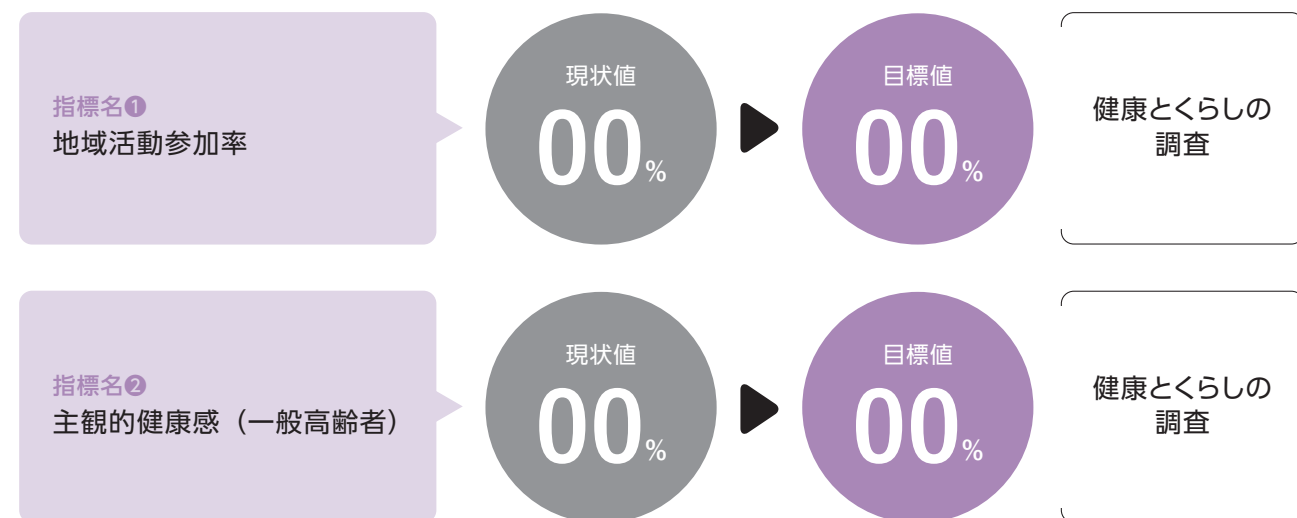 指標名❶
地域活動参加率
現状値
00%
目標値
00%
健康とくらしの
調査
指標名❷
主観的健康感（一般高齢者）
現状値
00%
目標値
00%
健康とくらしの
調査